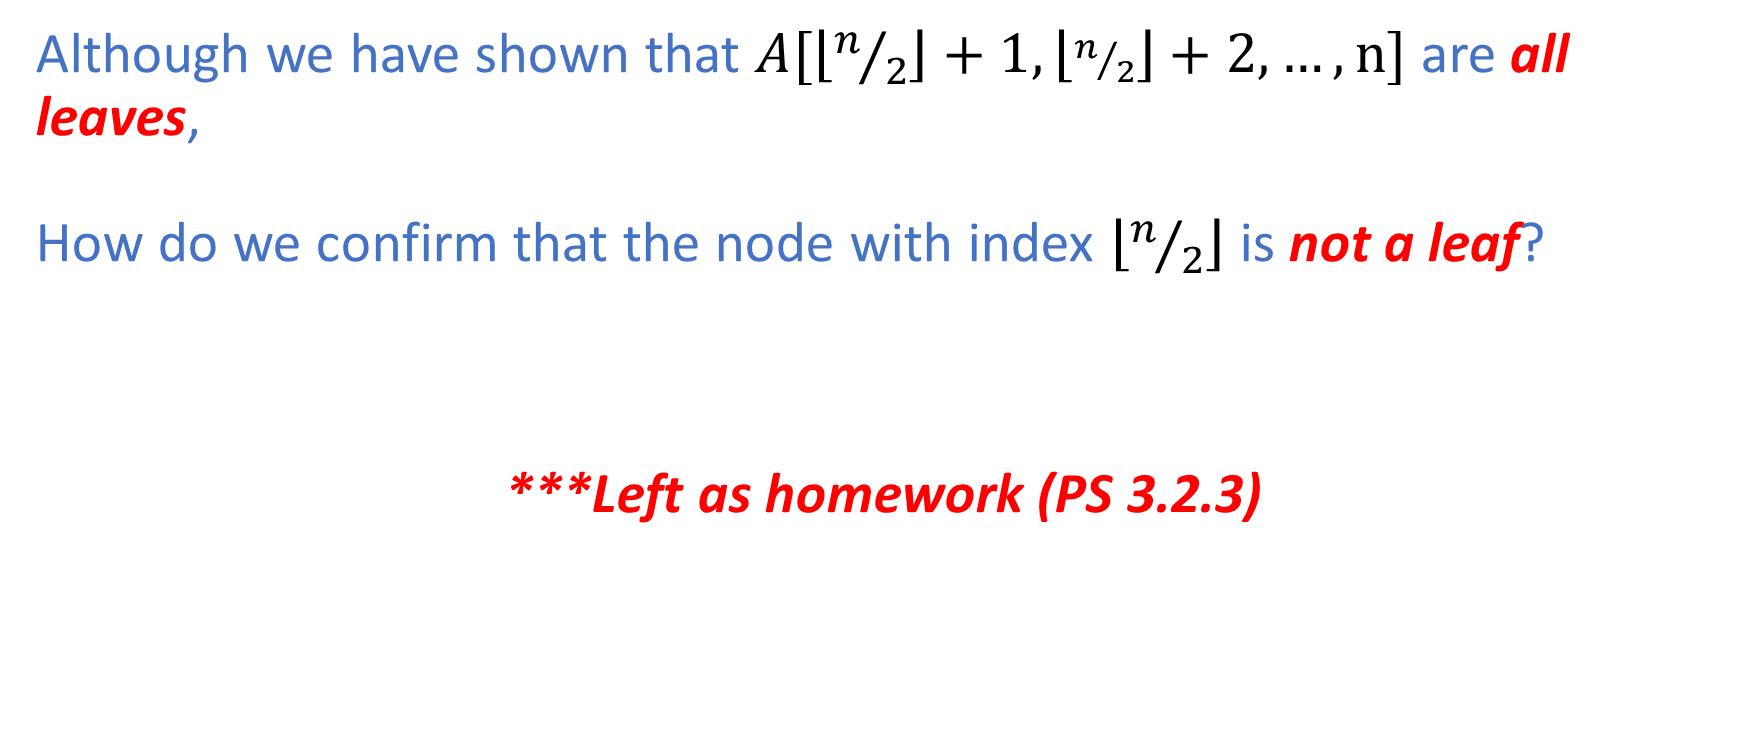 Although we have shown that A[⌊n/2⌋ + 1, ⌊n/2⌋ + 2, … , n] are all
leaves,
How do we confirm that the node with index ⌊n/2⌋ is not a leaf?
***Left as homework (PS 3.2.3)